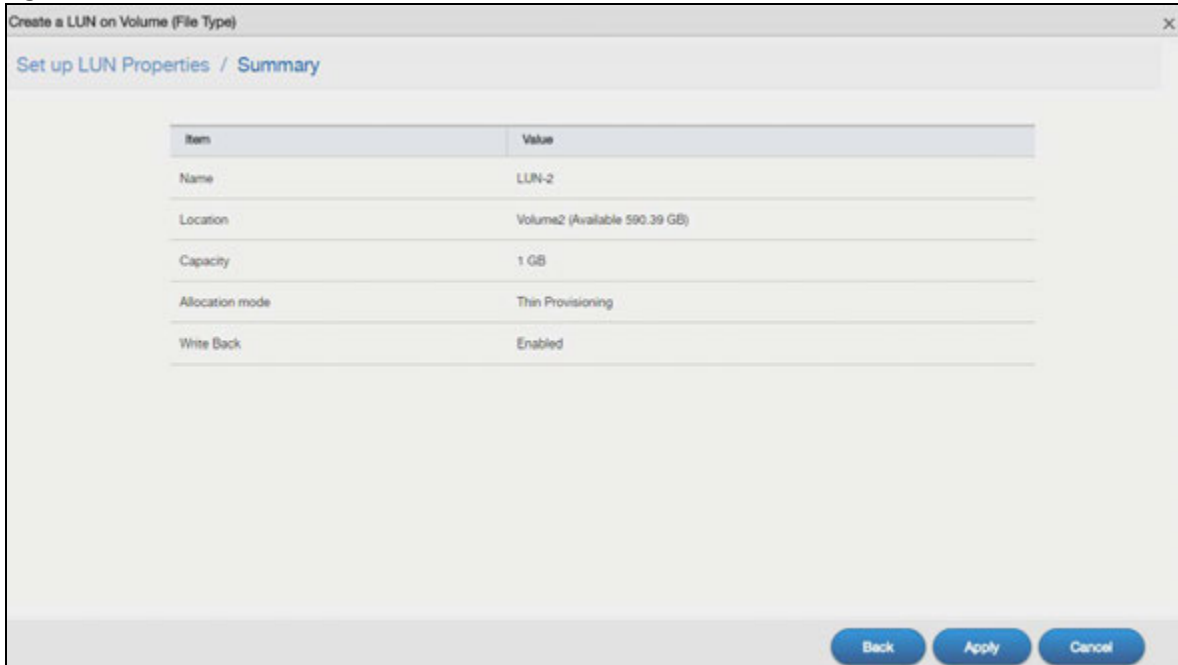 Create a LUN on Volume (File Type)
Set up LUN Properties / Summary
Item Value
Name LUN-2
Location Volume2 (Available 590.39 GB)
Capacity 1 GB
Allocation mode Thin Provisioning
Write Back Enabled
Back Apply Cancel